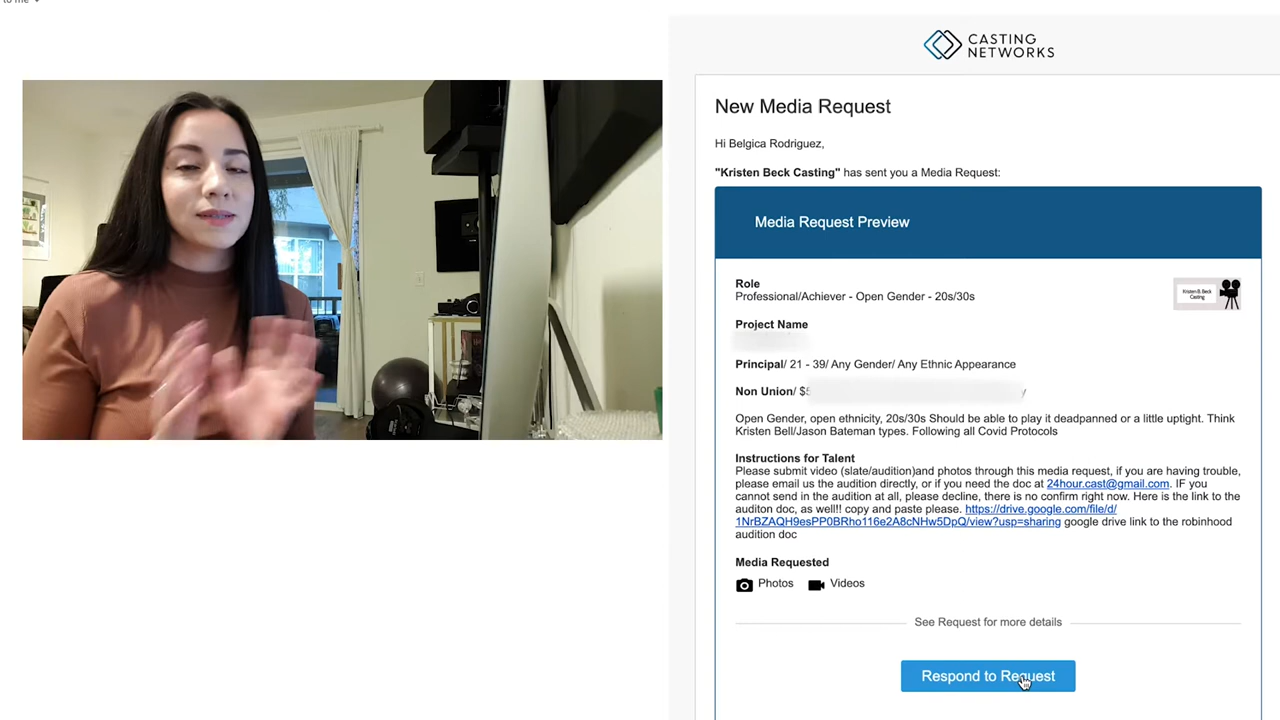 to me
CASTING
NETWORKS
New Media Request
Hi Belgica Rodriguez,
"Kristen Beck Casting" has sent you a Media Request:
Media Request Preview
Role
Professional/Achiever - Open Gender - 20s/30s
Kristen B. Beck
Casting
Project Name
Principal/ 21 - 39/ Any Gender/ Any Ethnic Appearance
Non Union/ $
Open Gender, open ethnicity, 20s/30s Should be able to play it deadpanned or a little uptight. Think
Kristen Bell/Jason Bateman types. Following all Covid Protocols
Instructions for Talent
Please submit video (slate/audition)and photos through this media request, if you are having trouble,
please email us the audition directly, or if you need the doc at 24hour.cast@gmail.com. IF you
cannot send in the audition at all, please decline, there is no confirm right now. Here is the link to the
auditon doc, as well!! copy and paste please. https://drive.google.com/file/d/
1NrBZAQH9esPP0BRho116e2A8cNHw5DpQ/view?usp=sharing google drive link to the robinhood
audition doc
Media Requested
Photos Videos
See Request for more details
Respond to Request